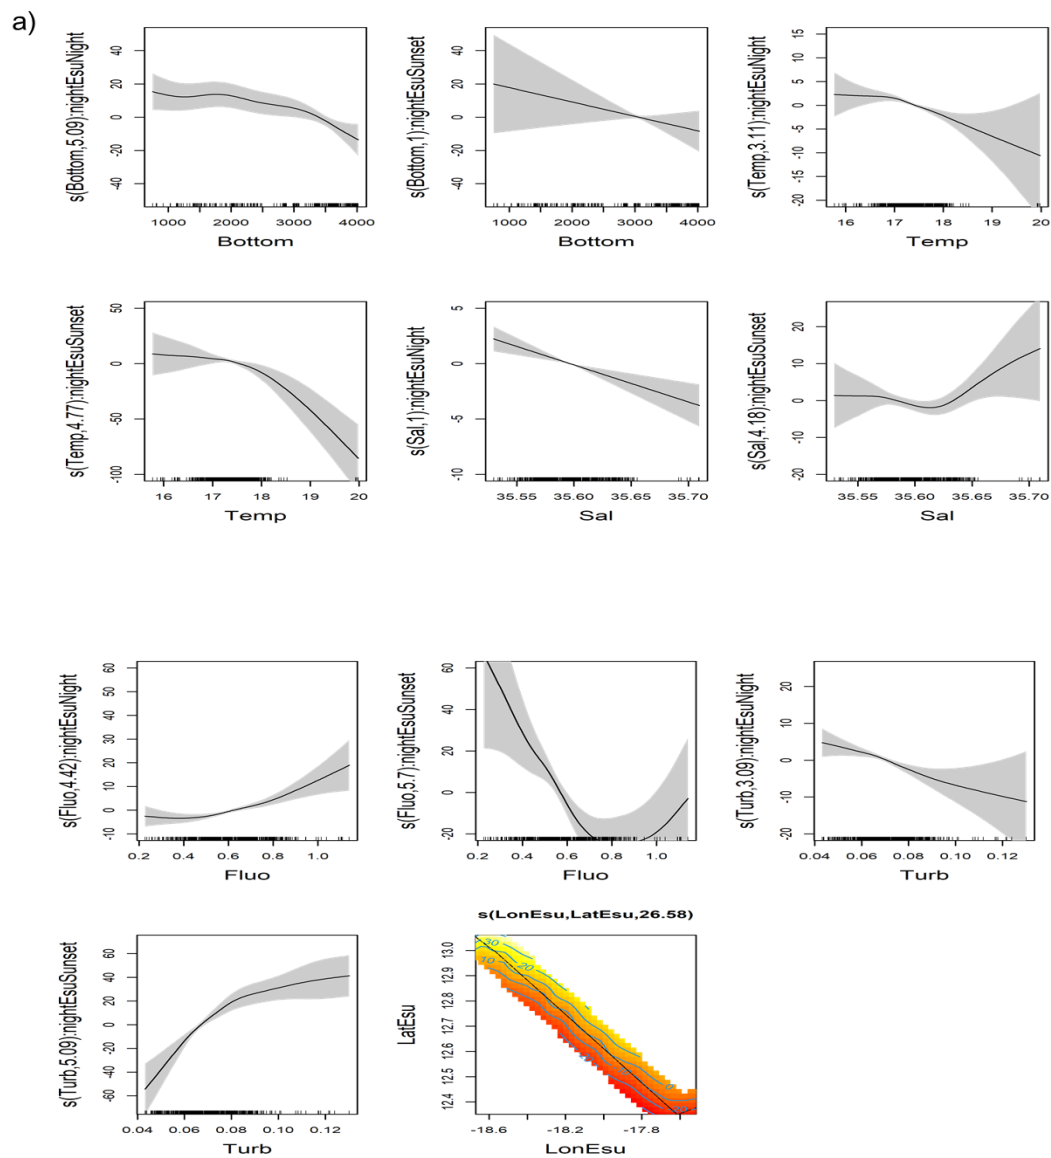 a)
s(Bottom,5.09):nightEsuNight
40
20
0
-20
-40
1000 2000 3000 4000
Bottom
s(Bottom,1):nightEsuSunset
40
20
0
20
40
1000 2000 3000 4000
Bottom
s(Temp,3.11):nightEsuNight
15
10
5
0
-5
-10
-15
-20
16 17 18 19 20
Temp
s(Temp,4.77):nightEsuSunset
50
0
-50
-100
16 17 18 19 20
Temp
s(Sal,1):nightEsuNight
5
0
-5
-10
35.55 35.60 35.65 35.70
Sal
s(Sal,4.18):nightEsuSunset
20
10
0
-10
-20
35.55 35.60 35.65 35.70
Sal
s(Fluo,4.42):nightEsuNight
60
50
40
30
20
10
0
-10
0.2 0.4 0.6 0.8 1.0
Fluo
s(Fluo,5.7):nightEsuSunset
60
40
20
0
-20
0.2 0.4 0.6 0.8 1.0
Fluo
s(Turb,3.09):nightEsuNight
20
10
0
-10
-20
0.04 0.06 0.08 0.10 0.12
Turb
s(Turb,5.09):nightEsuSunset
60
40
20
0
-20
-40
-60
0.04 0.06 0.08 0.10 0.12
Turb
s(LonEsu,LatEsu,26.58)
LatEsu
13.0
12.9
12.8
12.7
12.6
12.5
12.4
30
20
10
-18.6 -18.2 -17.8
LonEsu